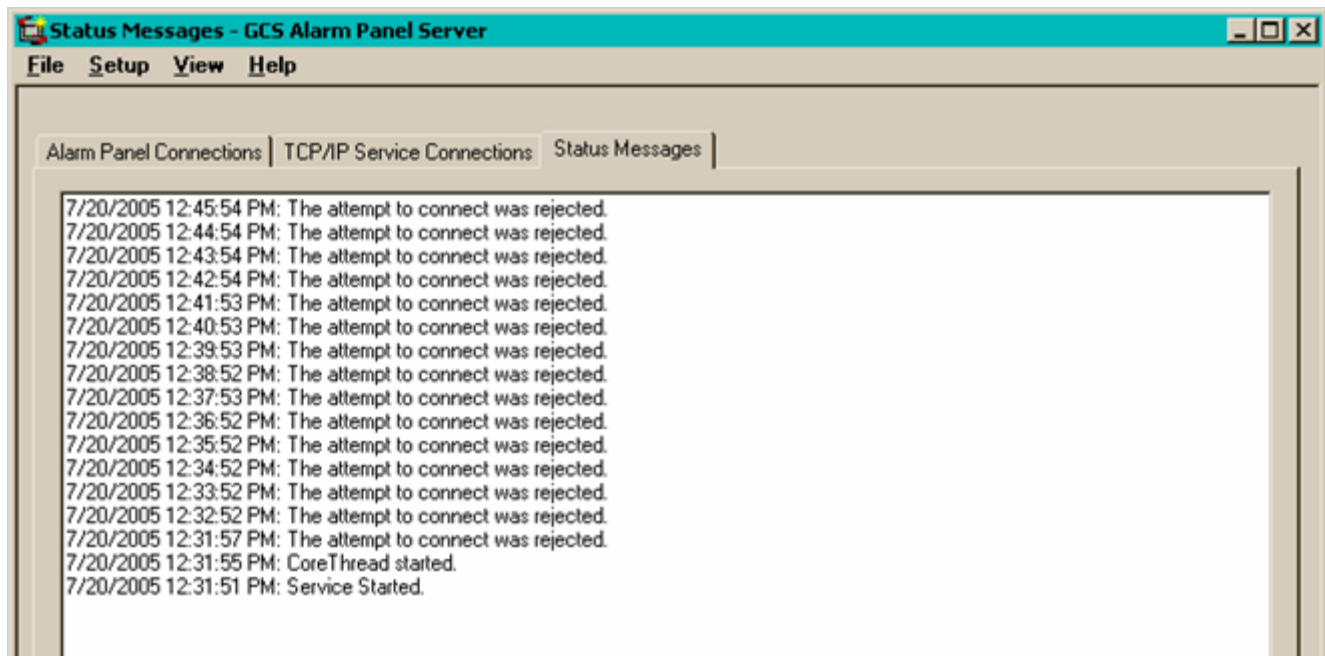 Status Messages - GCS Alarm Panel Server
File Setup View Help
Alarm Panel Connections TCP/IP Service Connections Status Messages
7/20/2005 12:45:54 PM: The attempt to connect was rejected.
7/20/2005 12:44:54 PM: The attempt to connect was rejected.
7/20/2005 12:43:54 PM: The attempt to connect was rejected.
7/20/2005 12:42:54 PM: The attempt to connect was rejected.
7/20/2005 12:41:53 PM: The attempt to connect was rejected.
7/20/2005 12:40:53 PM: The attempt to connect was rejected.
7/20/2005 12:39:53 PM: The attempt to connect was rejected.
7/20/2005 12:38:52 PM: The attempt to connect was rejected.
7/20/2005 12:37:53 PM: The attempt to connect was rejected.
7/20/2005 12:36:52 PM: The attempt to connect was rejected.
7/20/2005 12:35:52 PM: The attempt to connect was rejected.
7/20/2005 12:34:52 PM: The attempt to connect was rejected.
7/20/2005 12:33:52 PM: The attempt to connect was rejected.
7/20/2005 12:32:52 PM: The attempt to connect was rejected.
7/20/2005 12:31:57 PM: The attempt to connect was rejected.
7/20/2005 12:31:55 PM: CoreThread started.
7/20/2005 12:31:51 PM: Service Started.